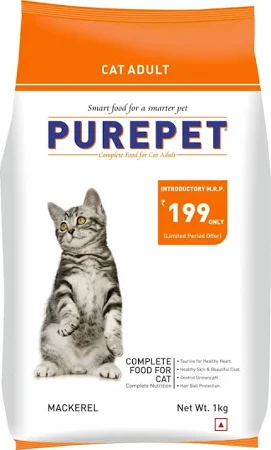 CAT ADULT
Smart food for a smarter pet
PUREPET®
Complete Food for Cat Adult
INTRODUCTORY M.R.P.
₹ 199 ONLY
(Limited Period Offer)
COMPLETE
FOOD FOR
CAT
Complete Nutrition
• Taurine for Healthy Heart.
• Healthy Skin & Beautiful Coat
• Control Urinary pH.
• Hair Ball Protection.
MACKEREL
Net Wt. 1kg